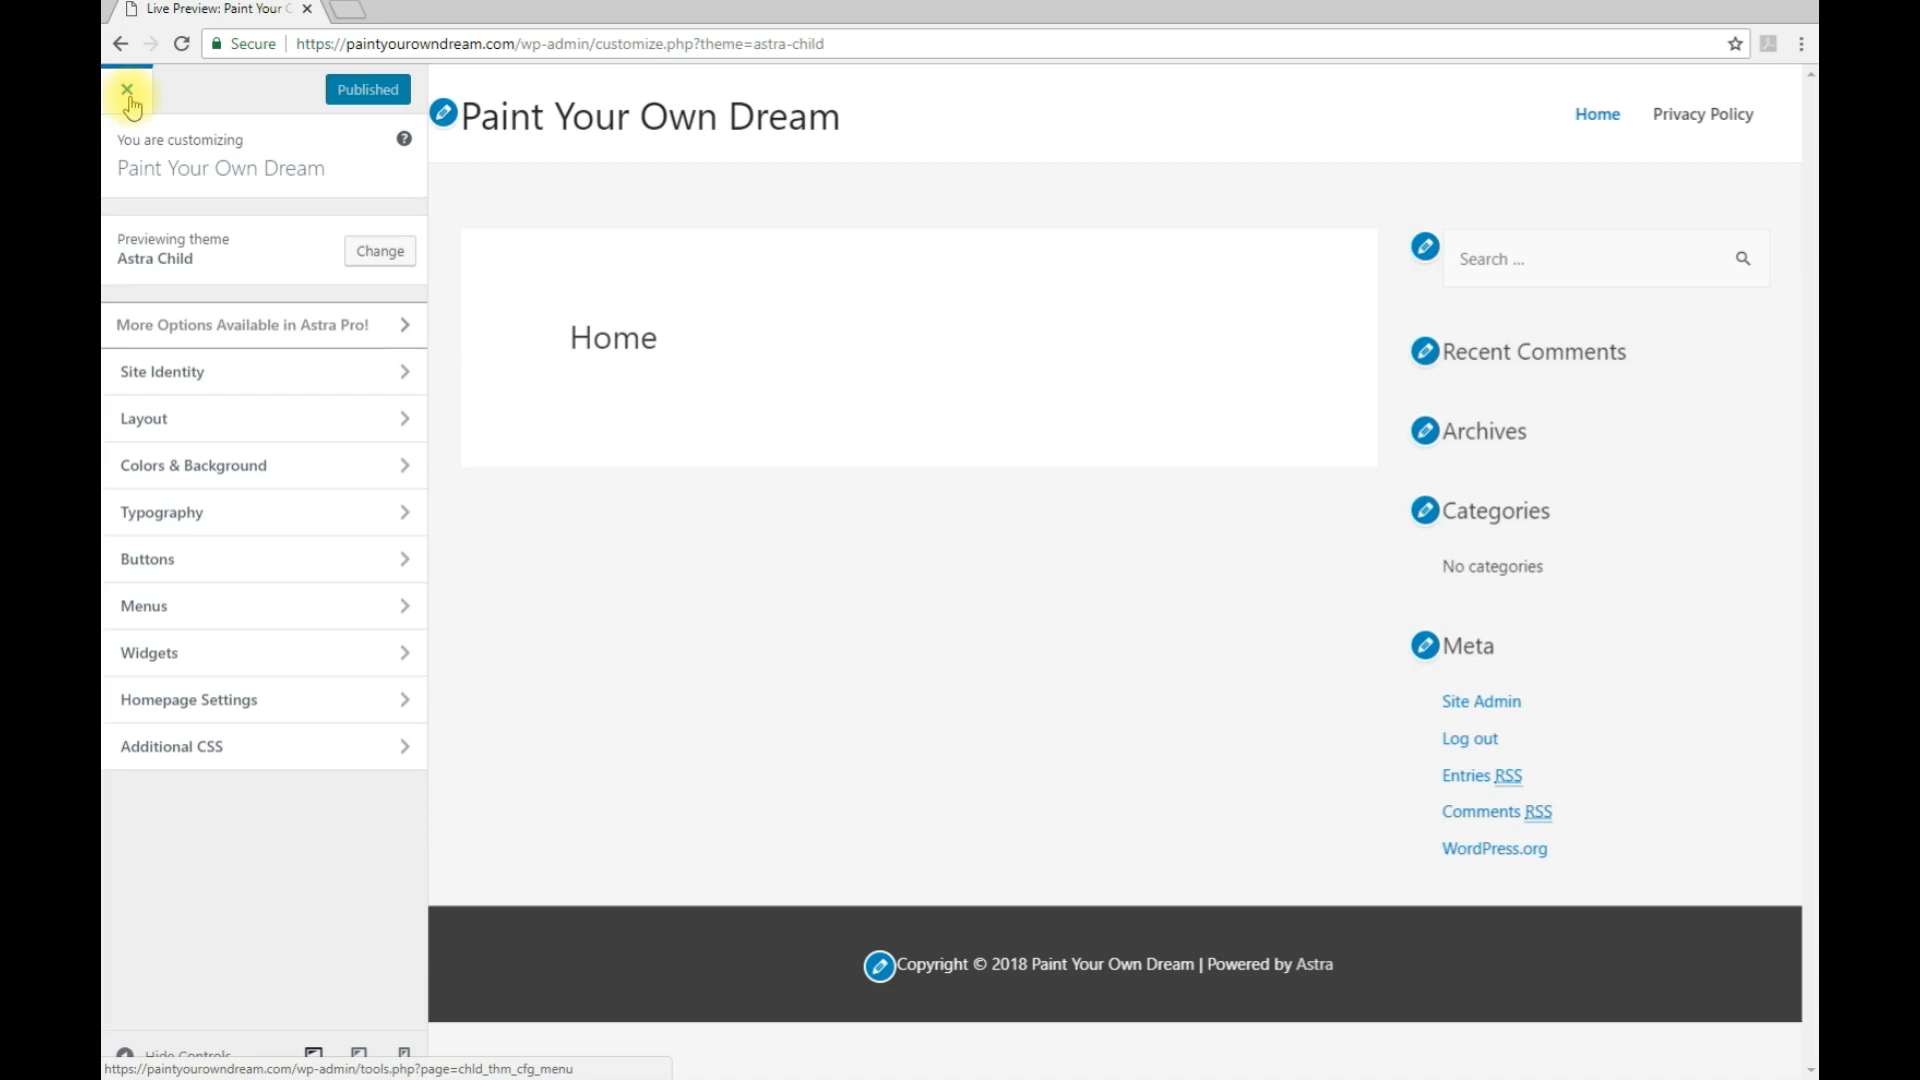 Live Preview: Paint Your
Secure
https://paintyourowndream.com/wp-admin/customize.php?theme=astra-child
Published
You are customizing
Paint Your Own Dream
Previewing theme
Astra Child
Change
More Options Available in Astra Pro!
Site Identity
Layout
Colors & Background
Typography
Buttons
Menus
Widgets
Homepage Settings
Additional CSS
Hide Controls
https://paintyourowndream.com/wp-admin/tools.php?page=chld_thm_cfg_menu
Paint Your Own Dream
Home
Privacy Policy
Home
Search ...
Recent Comments
Archives
Categories
No categories
Meta
Site Admin
Log out
Entries RSS
Comments RSS
WordPress.org
Copyright © 2018 Paint Your Own Dream | Powered by Astra